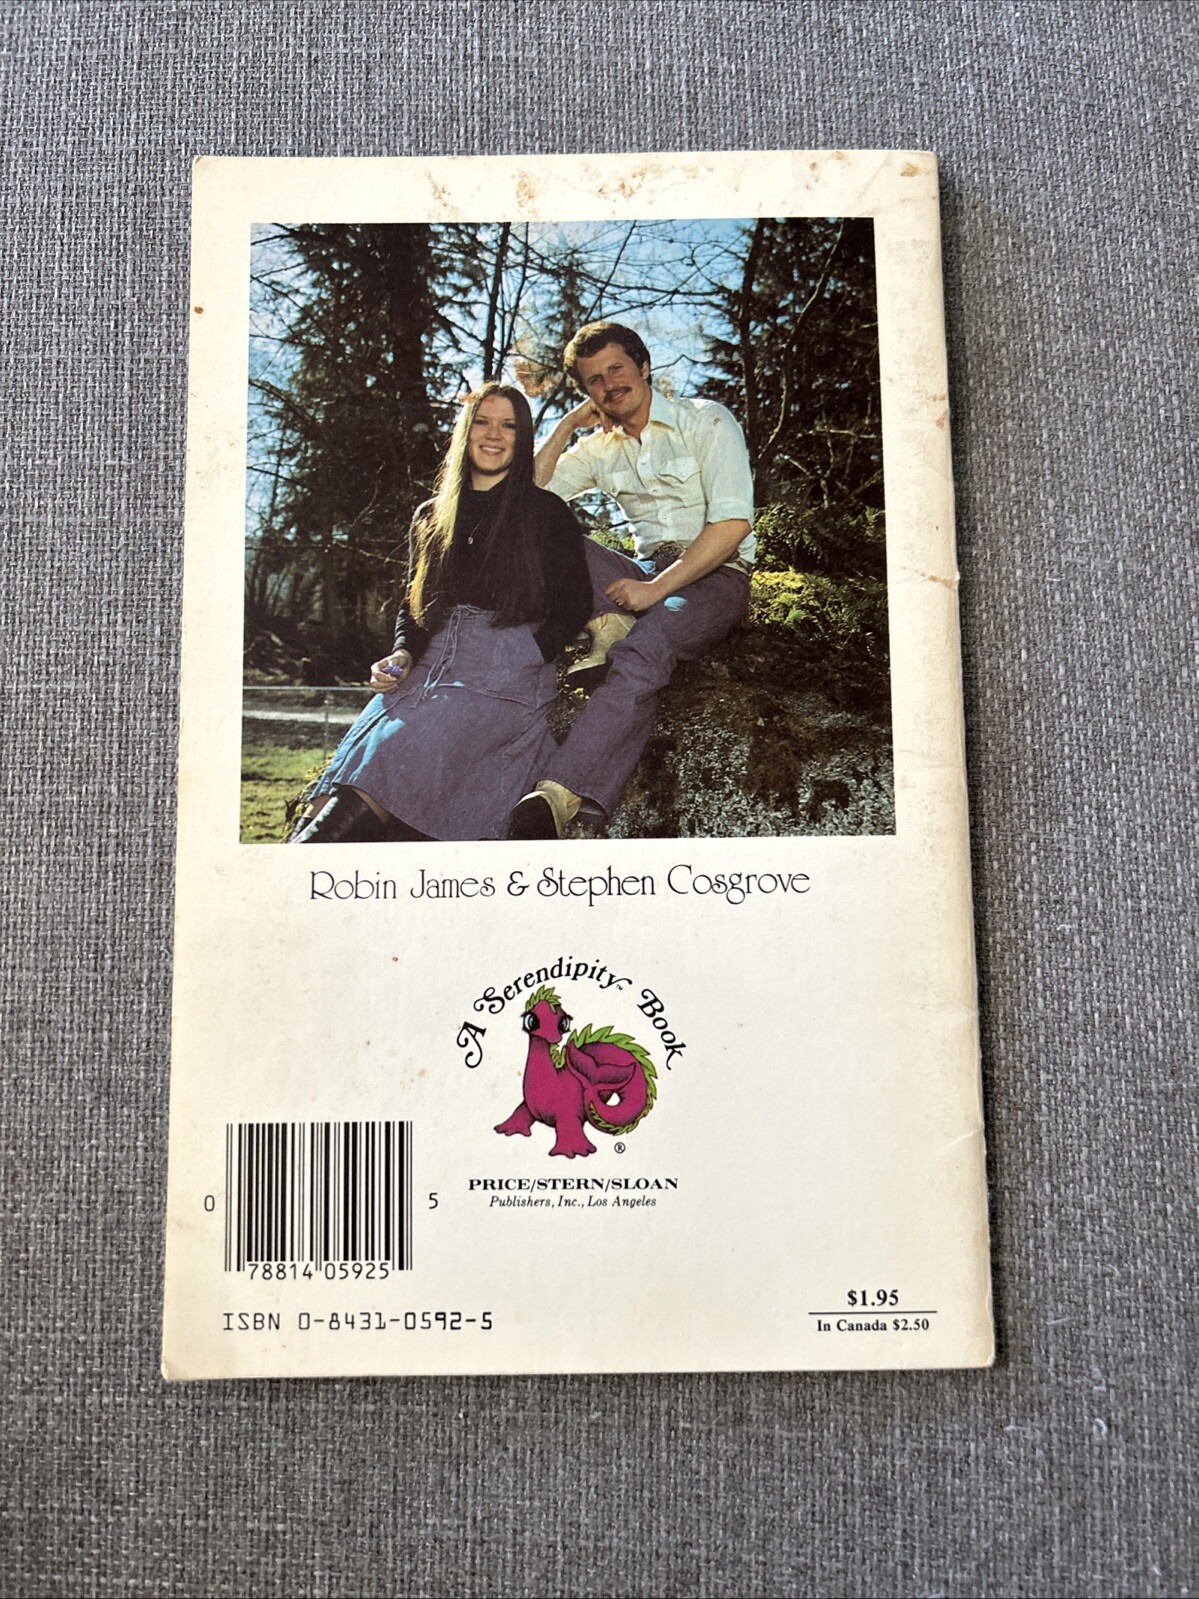 Robin James & Stephen Cosgrove
A Serendipity™ Book
®
PRICE/STERN/SLOAN
Publishers, Inc., Los Angeles
0 78814 05925 5
ISBN 0-8431-0592-5
$1.95
In Canada $2.50